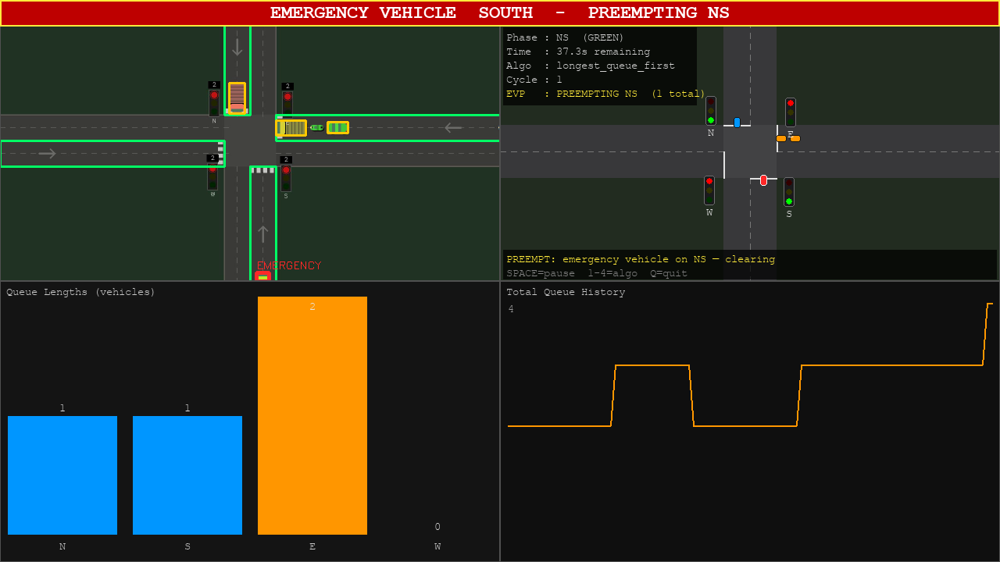 EMERGENCY VEHICLE  SOUTH  -  PREEMPTING NS
2
2
N
2
2
W
S
EMERGENCY
Phase : NS  (GREEN)
Time  : 37.3s remaining
Algo  : longest_queue_first
Cycle : 1
EVP   : PREEMPTING NS  (1 total)
N
E
W
S
PREEMPT: emergency vehicle on NS — clearing
SPACE=pause  1-4=algo  Q=quit
Queue Lengths (vehicles)
2
1
1
0
N
S
E
W
Total Queue History
4